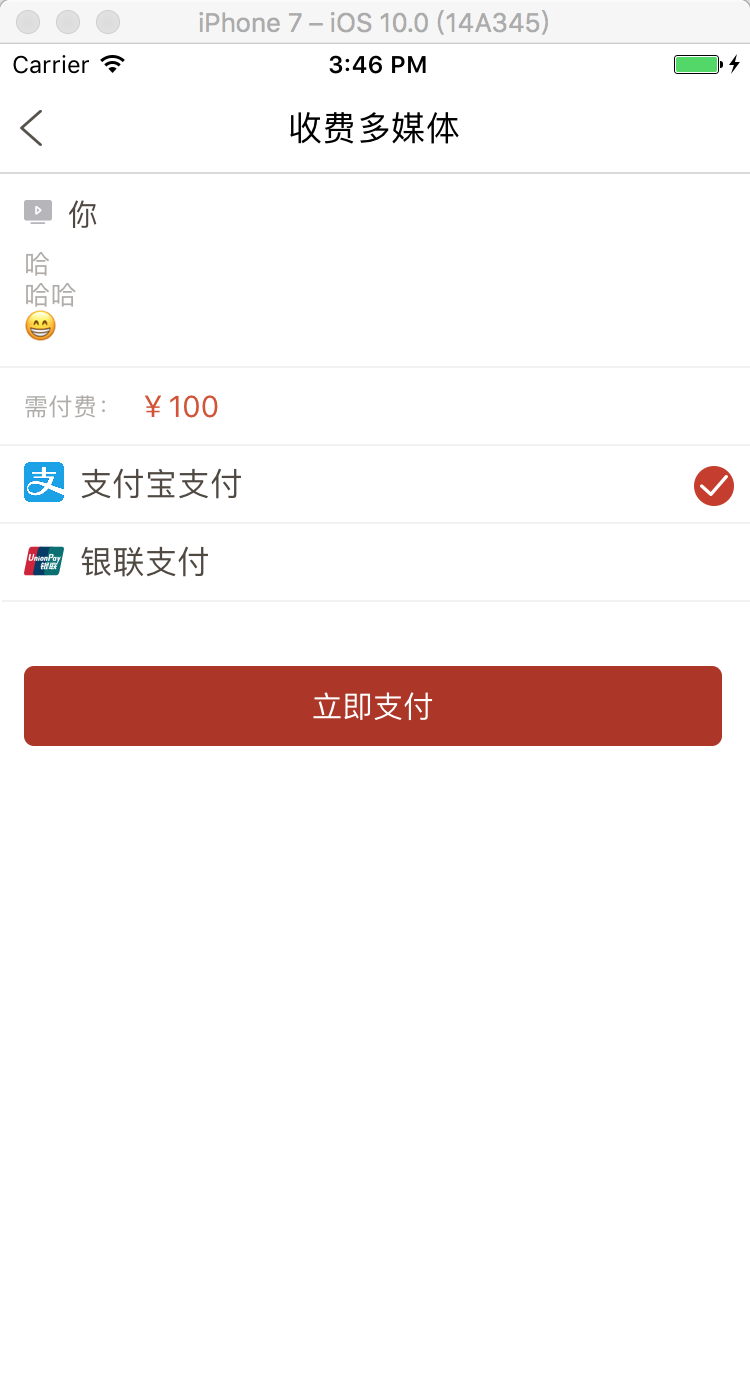 iPhone 7 – iOS 10.0 (14A345)
Carrier 3:46 PM
收费多媒体
你
哈
哈哈
😁
需付费： ¥ 100
支 支付宝支付
UnionPay 银联 银联支付
立即支付